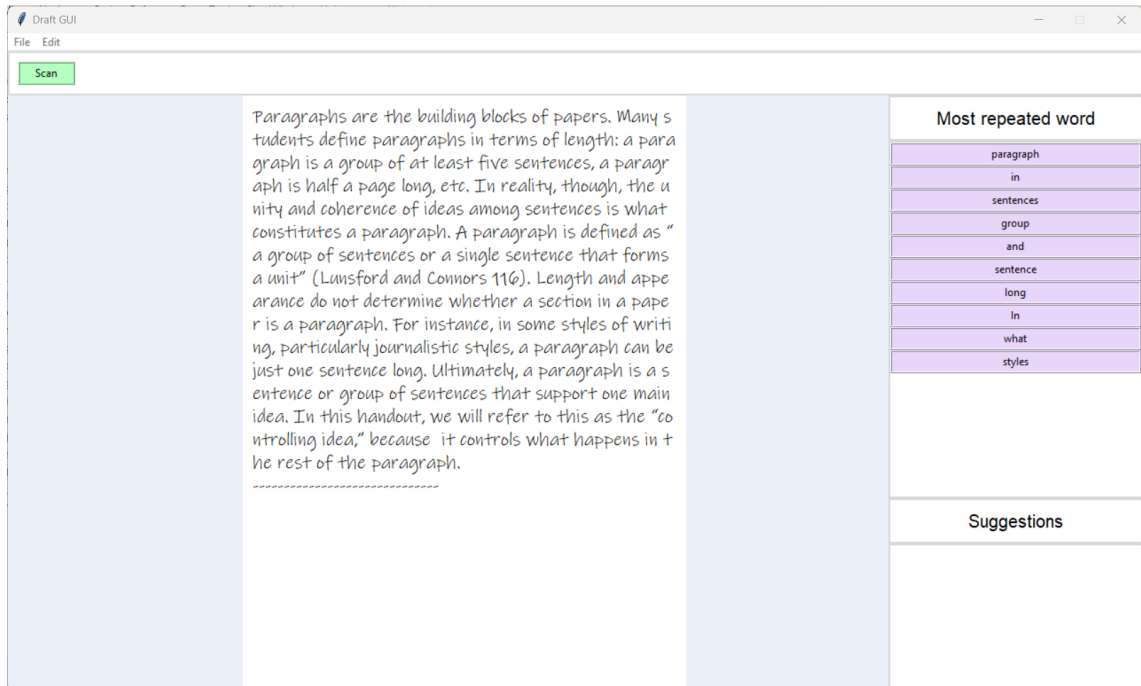 Draft GUI
File Edit
Scan
Paragraphs are the building blocks of papers. Many s
tudents define paragraphs in terms of length: a para
graph is a group of at least five sentences, a paragr
aph is half a page long, etc. In reality, though, the u
nity and coherence of ideas among sentences is what
constitutes a paragraph. A paragraph is defined as “
a group of sentences or a single sentence that forms
a unit” (Lunsford and Connors 116). Length and appe
arance do not determine whether a section in a pape
r is a paragraph. For instance, in some styles of writi
ng, particularly journalistic styles, a paragraph can be
just one sentence long. Ultimately, a paragraph is a s
entence or group of sentences that support one main
idea. In this handout, we will refer to this as the “co
ntrolling idea,” because  it controls what happens in t
he rest of the paragraph.
------------------------------
Most repeated word
paragraph
in
sentences
group
and
sentence
long
In
what
styles
Suggestions